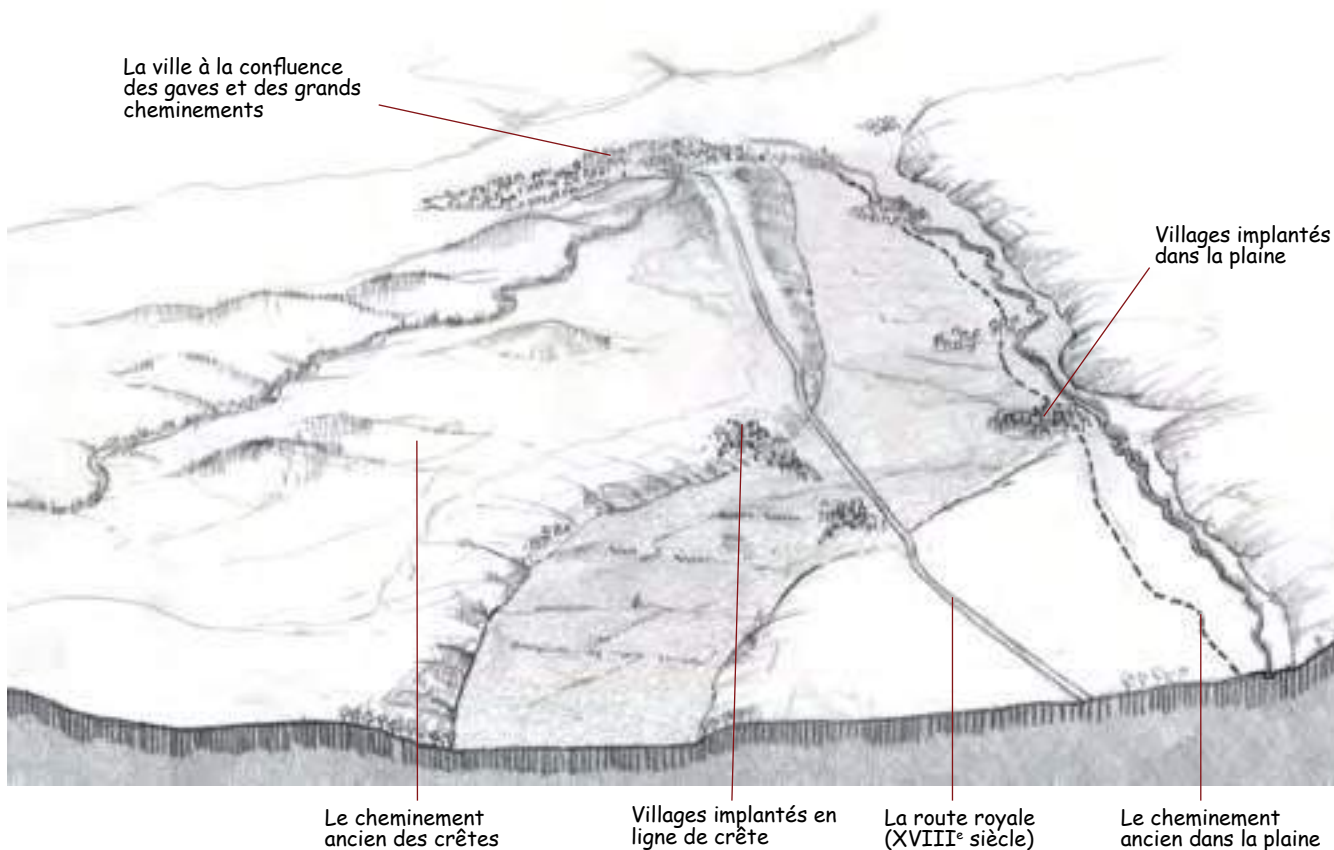 La ville à la confluence
des gaves et des grands
cheminements
Villages implantés
dans la plaine
Le cheminement
ancien des crêtes
Villages implantés en
ligne de crête
La route royale
(XVIIIᵉ siècle)
Le cheminement
ancien dans la plaine